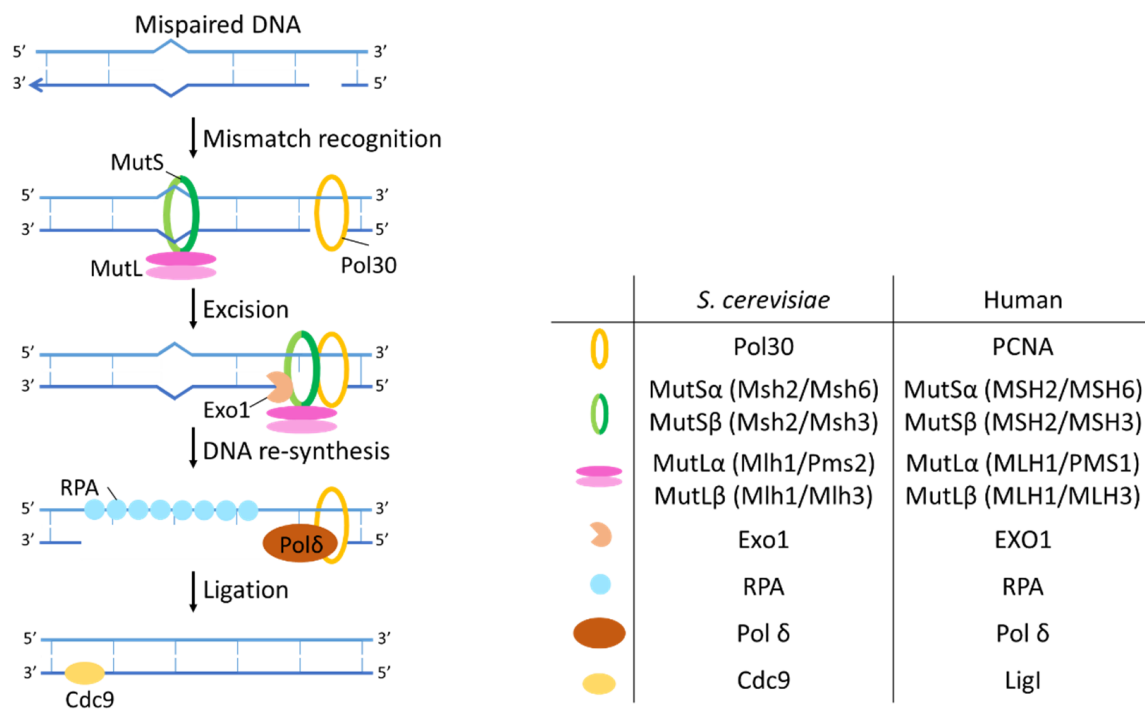 Mispaired DNA
5’ 3’
3’ 5’
Mismatch recognition
MutS
5’ 3’
3’ 5’
MutL Pol30
Excision
5’ 3’
3’ 5’
Exo1
DNA re-synthesis
RPA
5’ 3’
3’ Polδ 5’
Ligation
5’ 3’
3’ 5’
Cdc9
S. cerevisiae Human
Pol30 PCNA
MutSα (Msh2/Msh6) MutSα (MSH2/MSH6)
MutSβ (Msh2/Msh3) MutSβ (MSH2/MSH3)
MutLα (Mlh1/Pms2) MutLα (MLH1/PMS1)
MutLβ (Mlh1/Mlh3) MutLβ (MLH1/MLH3)
Exo1 EXO1
RPA RPA
Pol δ Pol δ
Cdc9 LigI